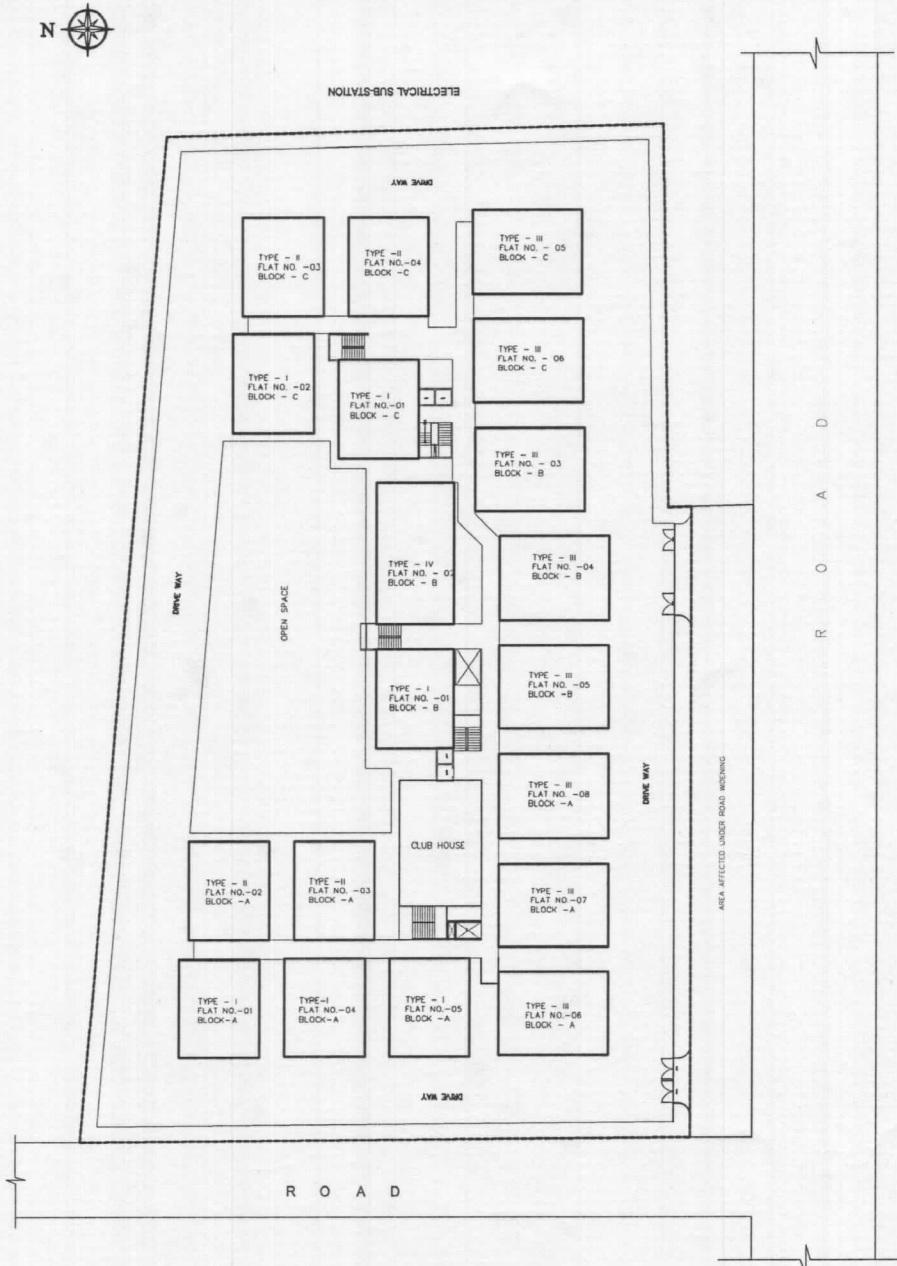 N
ELECTRICAL SUB-STATION
DRIVE WAY
TYPE - II
FLAT NO. -03
BLOCK - C
TYPE -II
FLAT NO.-04
BLOCK -C
TYPE - III
FLAT NO. - 05
BLOCK - C
TYPE - I
FLAT NO. -02
BLOCK - C
TYPE - I
FLAT NO.-01
BLOCK - C
TYPE - III
FLAT NO. - 06
BLOCK - C
TYPE - III
FLAT NO. - 03
BLOCK - B
TYPE - IV
FLAT NO. - 02
BLOCK - B
TYPE - III
FLAT NO. -04
BLOCK - B
DRIVE WAY
OPEN SPACE
TYPE - I
FLAT NO. -01
BLOCK - B
TYPE - III
FLAT NO. -05
BLOCK -B
TYPE - III
FLAT NO. -08
BLOCK -A
DRIVE WAY
AREA AFFECTED UNDER ROAD WIDENING
ROAD
CLUB HOUSE
TYPE - II
FLAT NO.-02
BLOCK -A
TYPE -II
FLAT NO. -03
BLOCK -A
TYPE - III
FLAT NO.-07
BLOCK -A
TYPE - I
FLAT NO.-01
BLOCK-A
TYPE-I
FLAT NO.-04
BLOCK-A
TYPE - I
FLAT NO.-05
BLOCK -A
TYPE - III
FLAT NO.-06
BLOCK - A
DRIVE WAY
ROAD